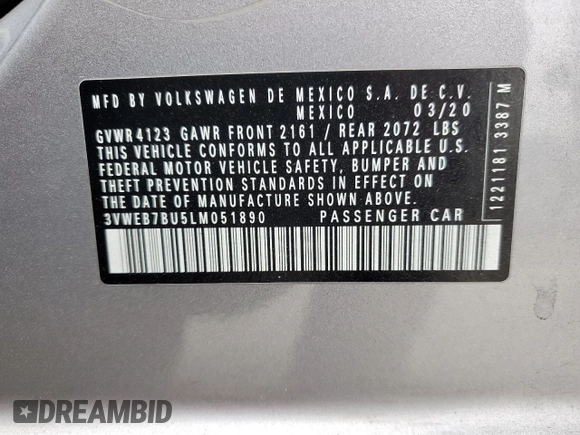 MFD BY VOLKSWAGEN DE MEXICO S.A. DE C.V.
MEXICO 03/20
GVWR4123 GAWR FRONT 2161 / REAR 2072 LBS
THIS VEHICLE CONFORMS TO ALL APPLICABLE U.S.
FEDERAL MOTOR VEHICLE SAFETY, BUMPER AND
THEFT PREVENTION STANDARDS IN EFFECT ON
THE DATE OF MANUFACTURE SHOWN ABOVE.
3VWEB7BU5LM051890 PASSENGER CAR
1221181 3387 M
DREAMBID